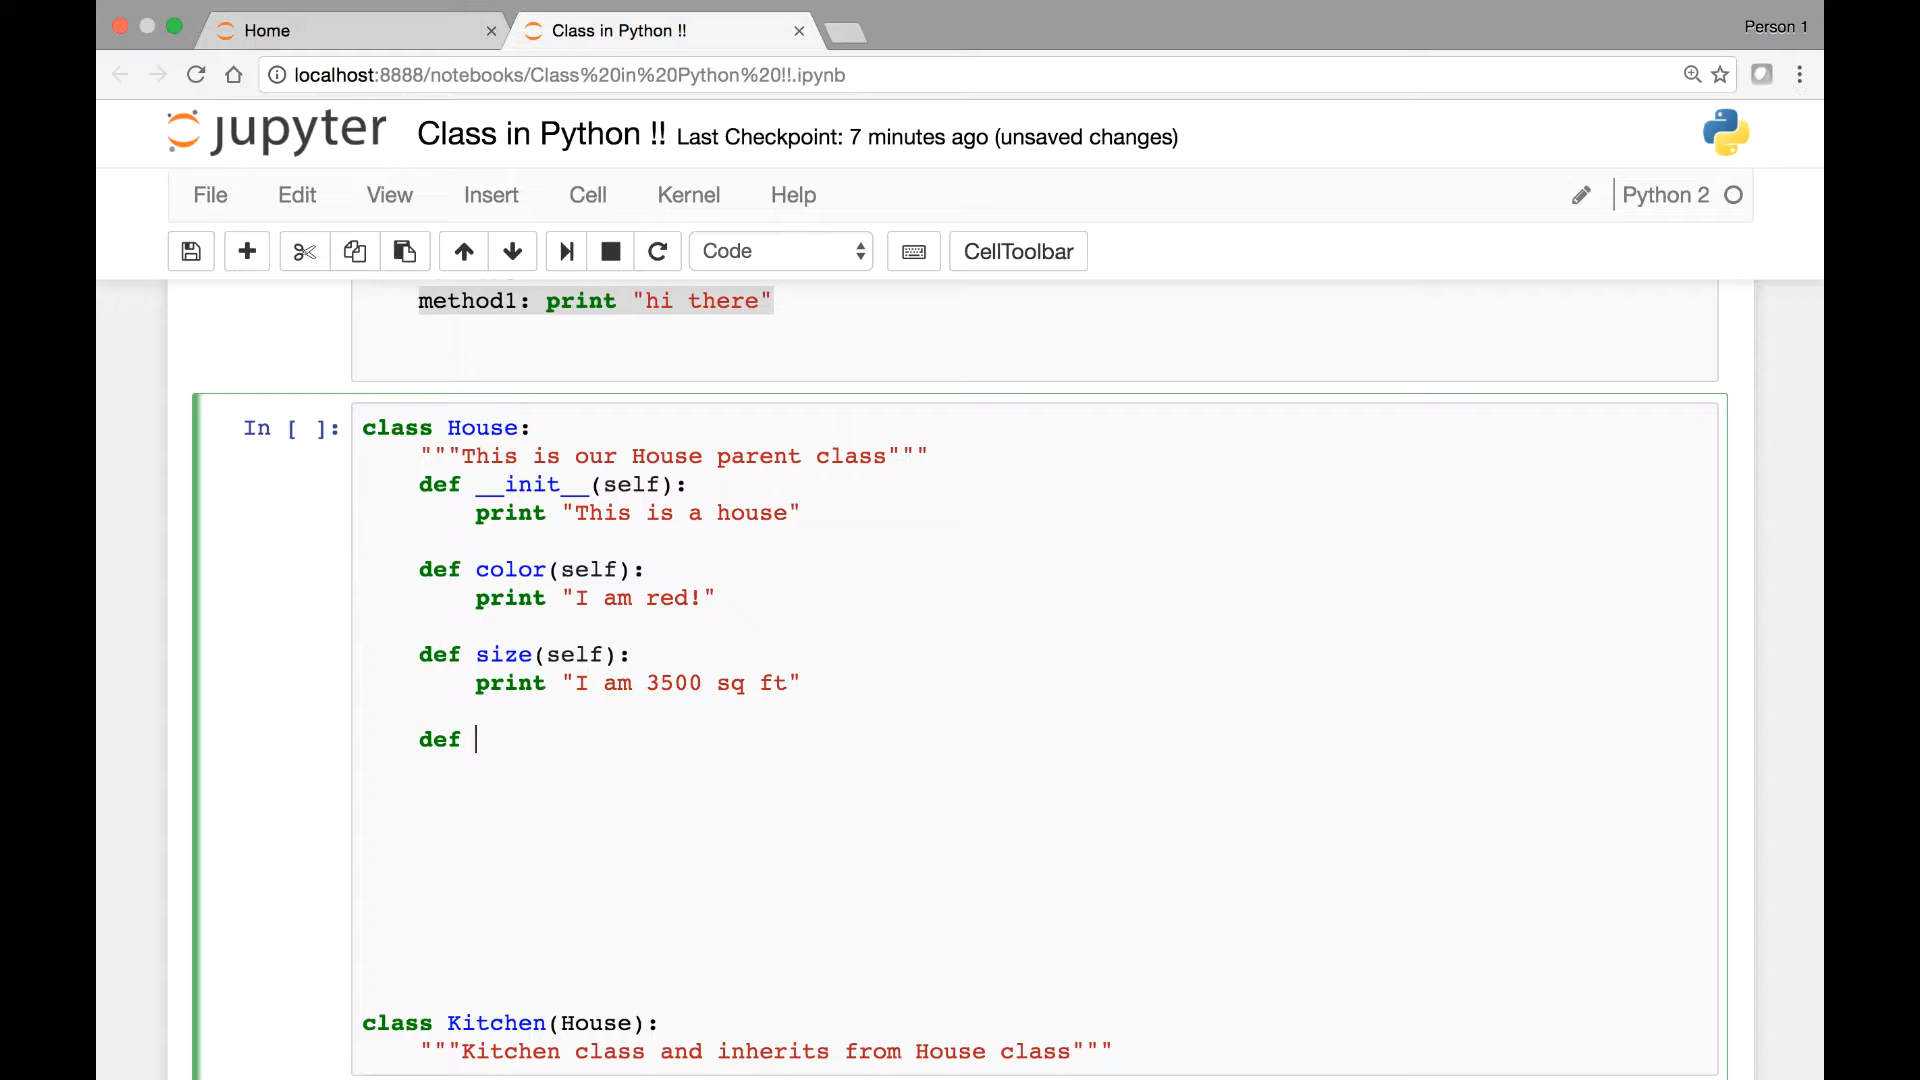 Home
Class in Python !!
Person 1
localhost:8888/notebooks/Class%20in%20Python%20!!.ipynb
jupyter Class in Python !! Last Checkpoint: 7 minutes ago (unsaved changes)
File Edit View Insert Cell Kernel Help Python 2
Code CellToolbar
method1: print "hi there"
In [ ]: class House:
"""This is our House parent class"""
def __init__(self):
print "This is a house"
def color(self):
print "I am red!"
def size(self):
print "I am 3500 sq ft"
def
class Kitchen(House):
"""Kitchen class and inherits from House class"""